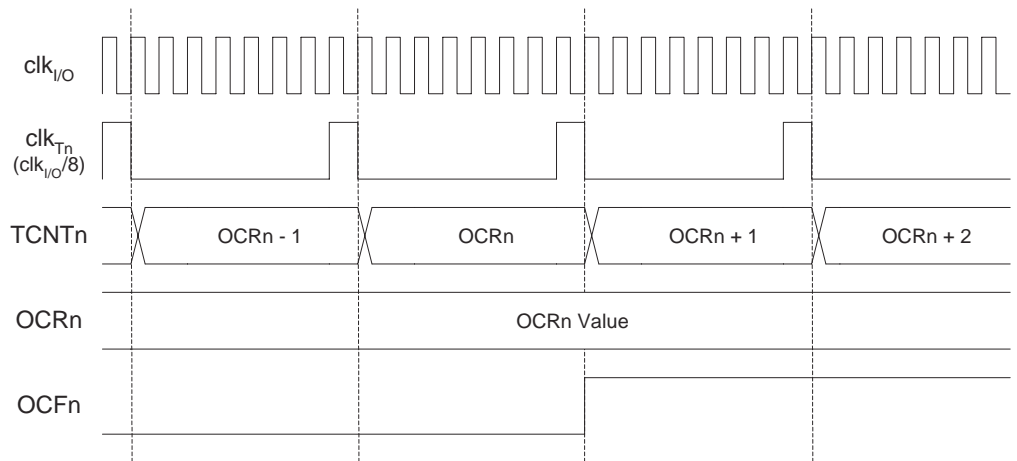 clkI/O
clkTn
(clkI/O/8)
TCNTn
OCRn - 1
OCRn
OCRn + 1
OCRn + 2
OCRn
OCRn Value
OCFn